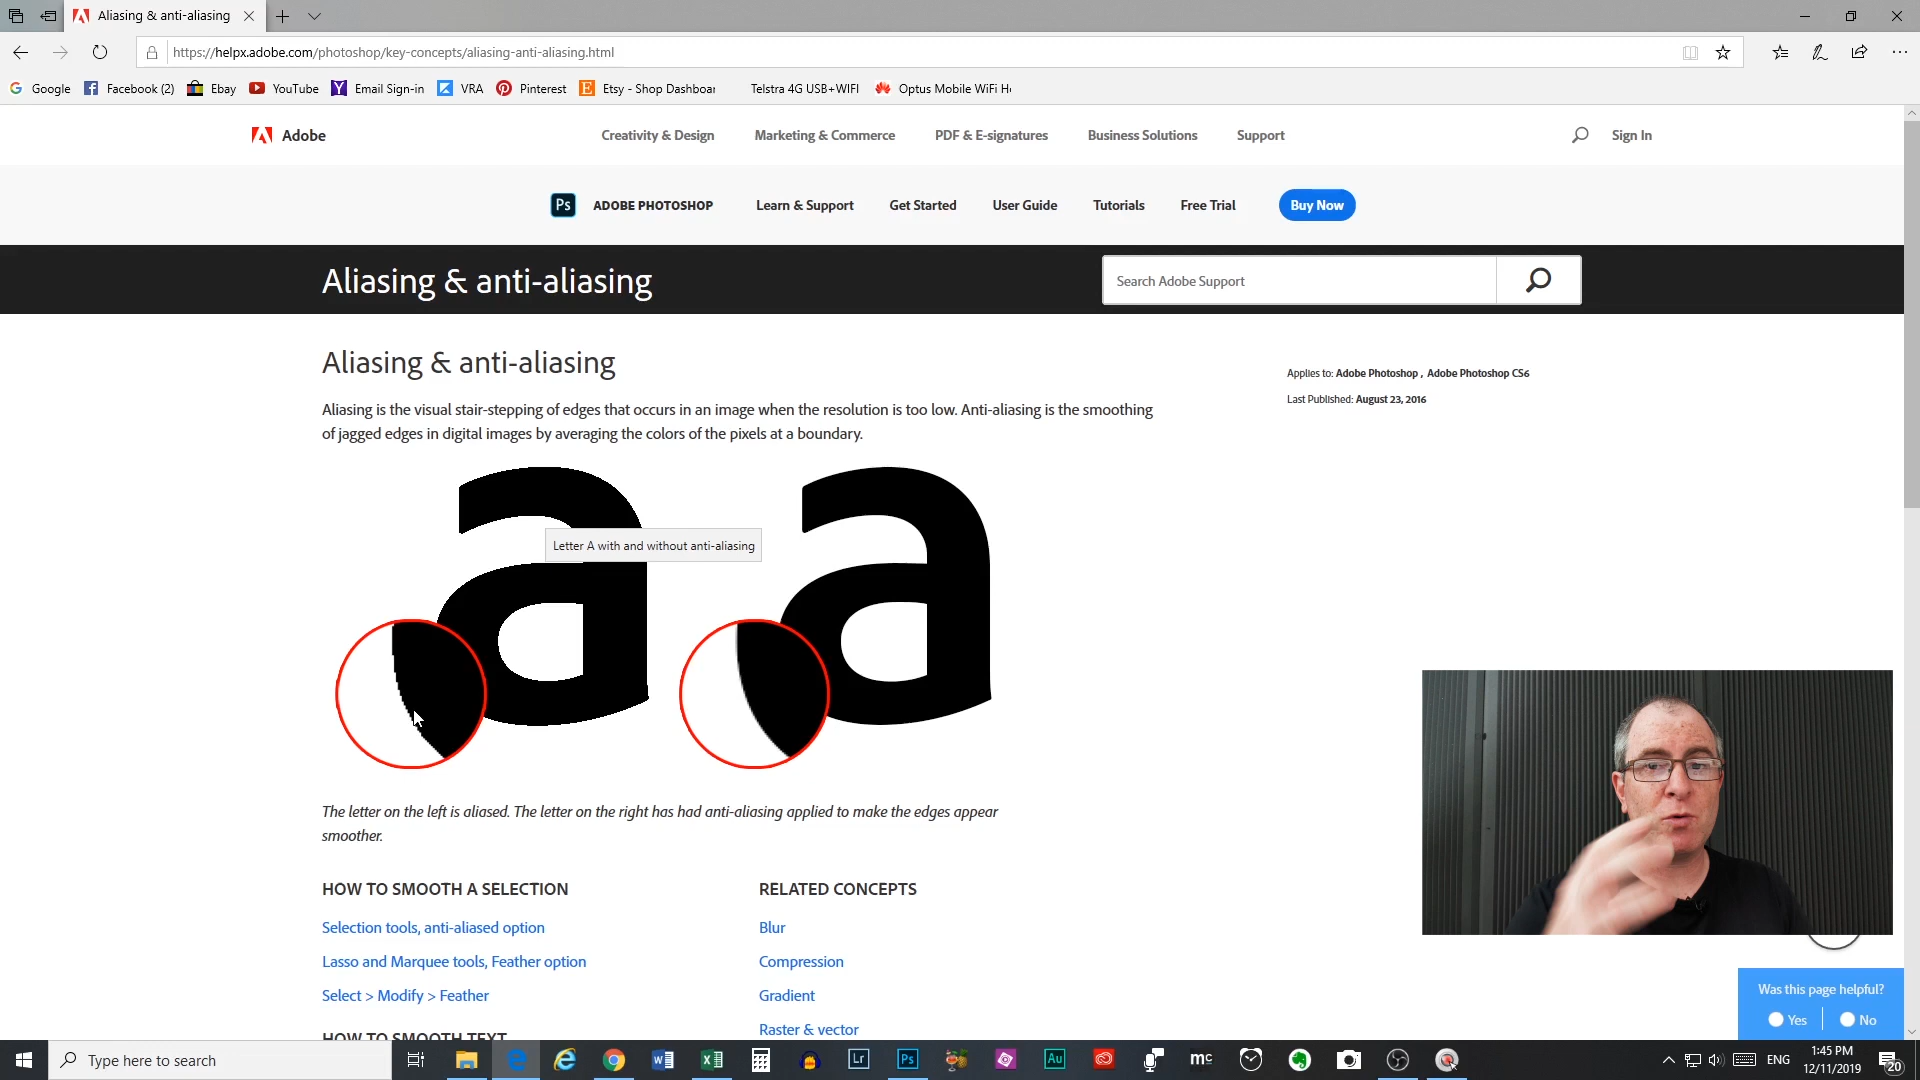 Aliasing & anti-aliasing
https://helpx.adobe.com/photoshop/key-concepts/aliasing-anti-aliasing.html
Google Facebook (2) Ebay YouTube Email Sign-in VRA Pinterest Etsy - Shop Dashboar Telstra 4G USB+WIFI Optus Mobile WiFi H
Adobe Creativity & Design Marketing & Commerce PDF & E-signatures Business Solutions Support Sign In
Ps ADOBE PHOTOSHOP Learn & Support Get Started User Guide Tutorials Free Trial Buy Now
Aliasing & anti-aliasing Search Adobe Support
Aliasing & anti-aliasing
Applies to: Adobe Photoshop , Adobe Photoshop CS6
Last Published: August 23, 2016
Aliasing is the visual stair-stepping of edges that occurs in an image when the resolution is too low. Anti-aliasing is the smoothing
of jagged edges in digital images by averaging the colors of the pixels at a boundary.
a a
Letter A with and without anti-aliasing
The letter on the left is aliased. The letter on the right has had anti-aliasing applied to make the edges appear
smoother.
HOW TO SMOOTH A SELECTION RELATED CONCEPTS
Selection tools, anti-aliased option Blur
Lasso and Marquee tools, Feather option Compression
Select > Modify > Feather Gradient
Raster & vector
HOW TO SMOOTH TEXT
Was this page helpful?
Yes No
Type here to search Lr Ps Au mc ENG 1:45 PM
12/11/2019 20